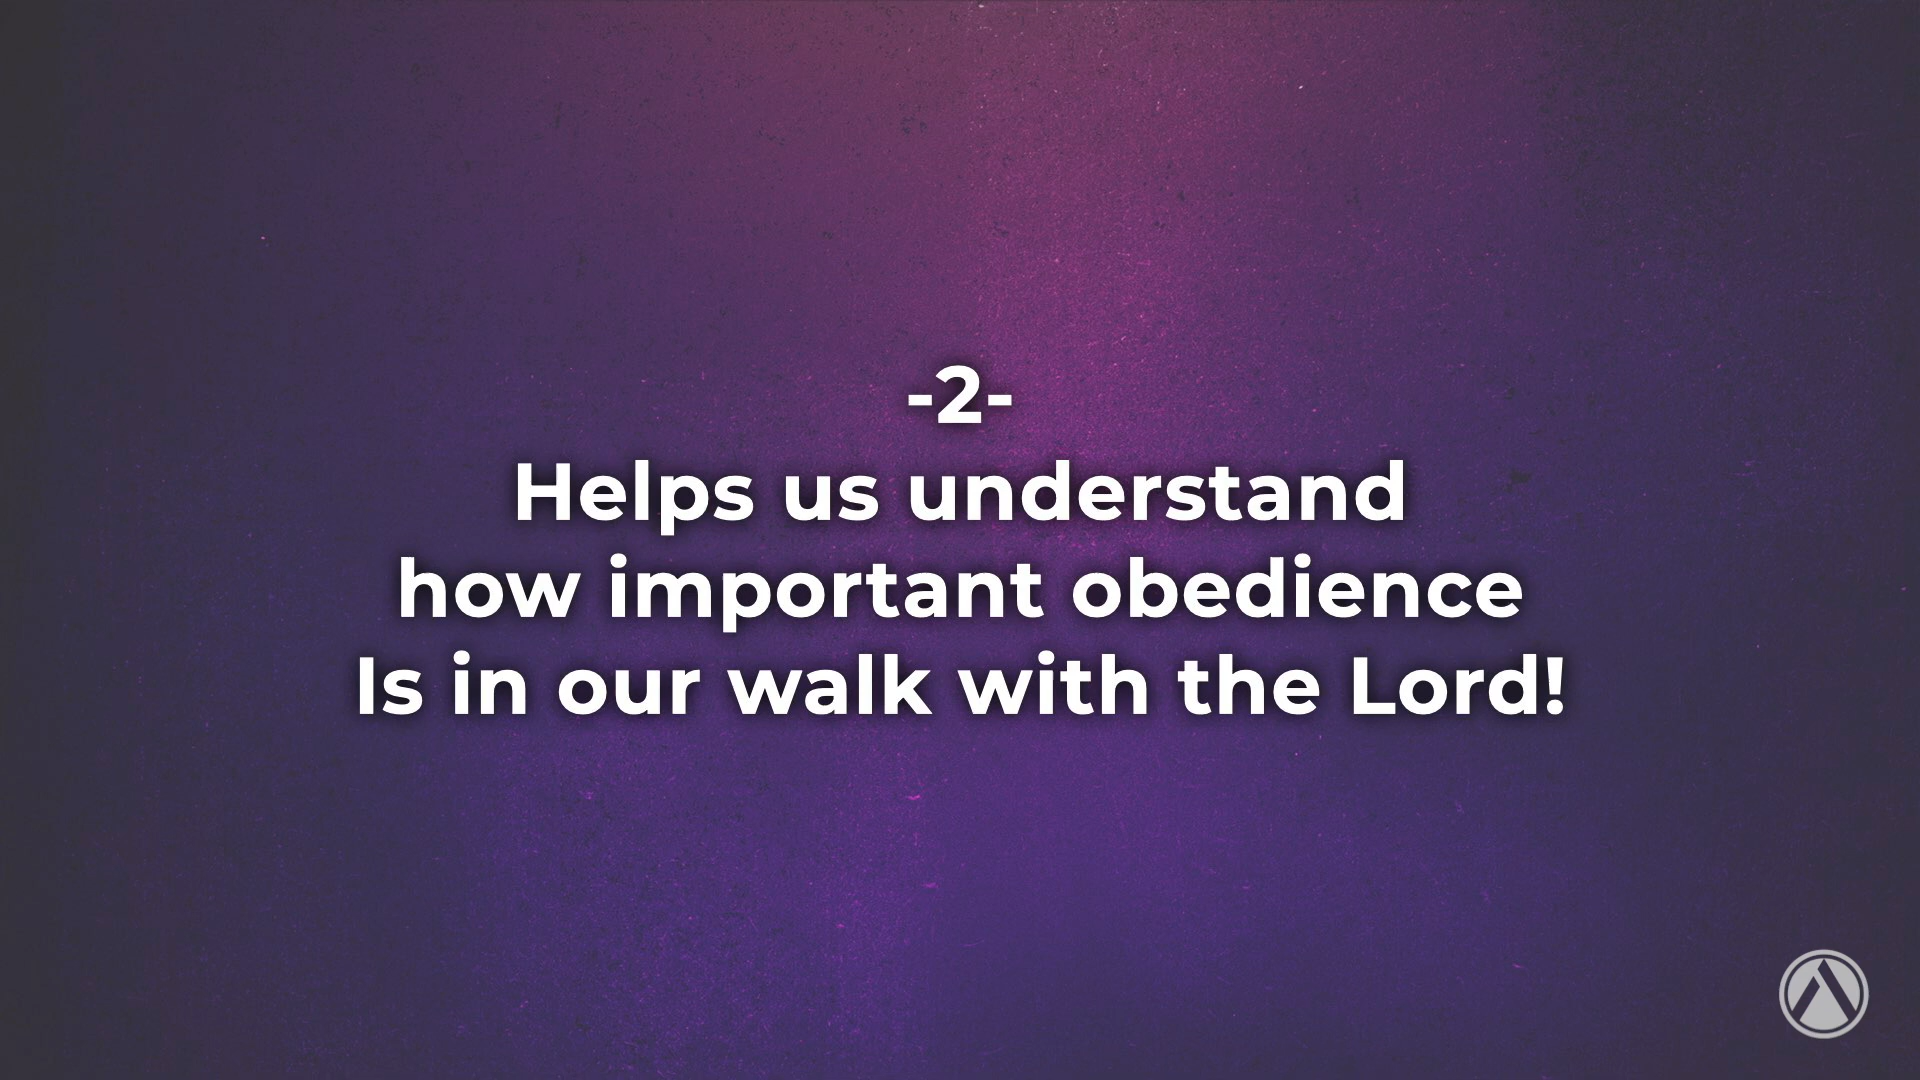 -2-
Helps us understand
how important obedience
Is in our walk with the Lord!